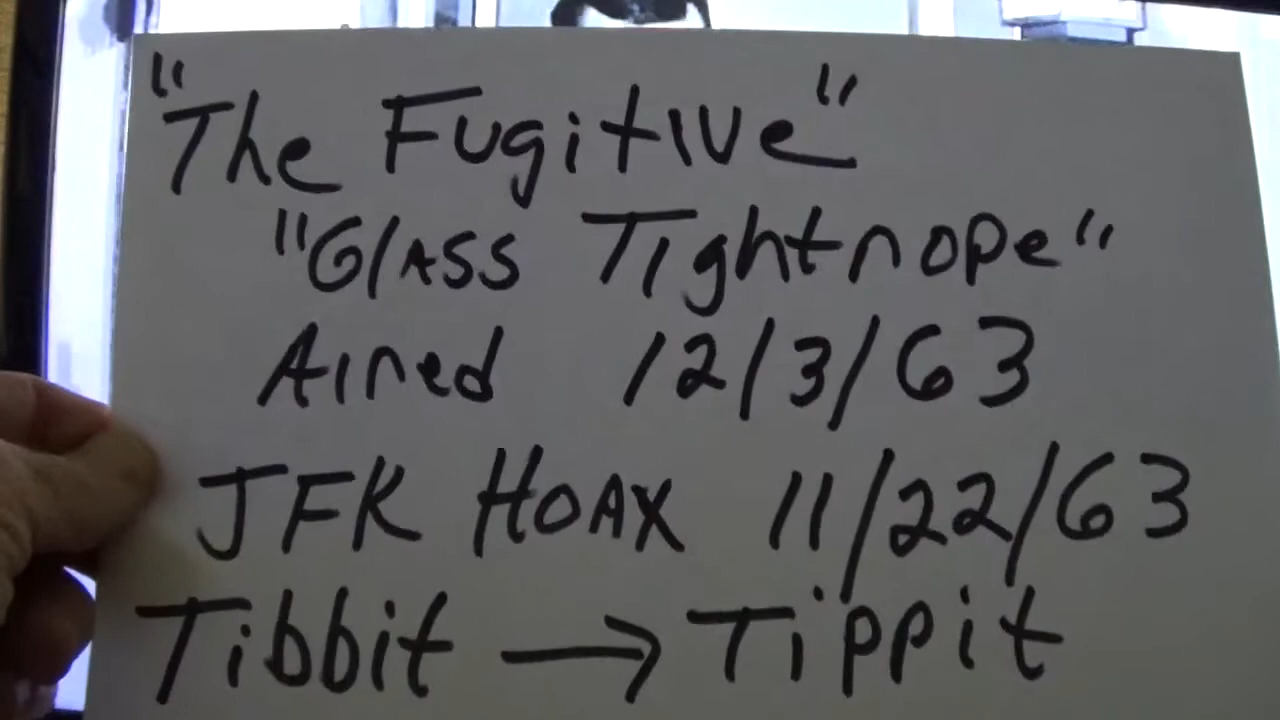 "The Fugitive"
"Glass Tightrope"
Aired 12/3/63
JFK HOAX 11/22/63
Tibbit → Tippit